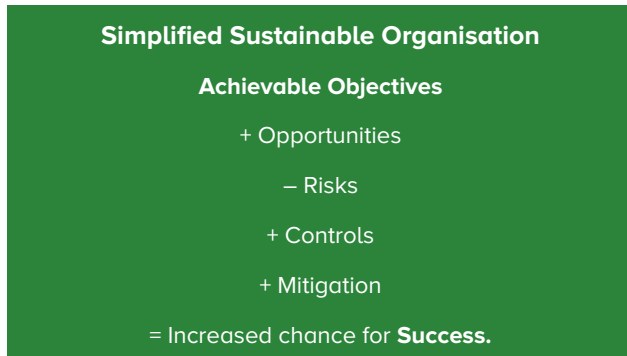 Simplified Sustainable Organisation
Achievable Objectives
+ Opportunities
– Risks
+ Controls
+ Mitigation
= Increased chance for Success.